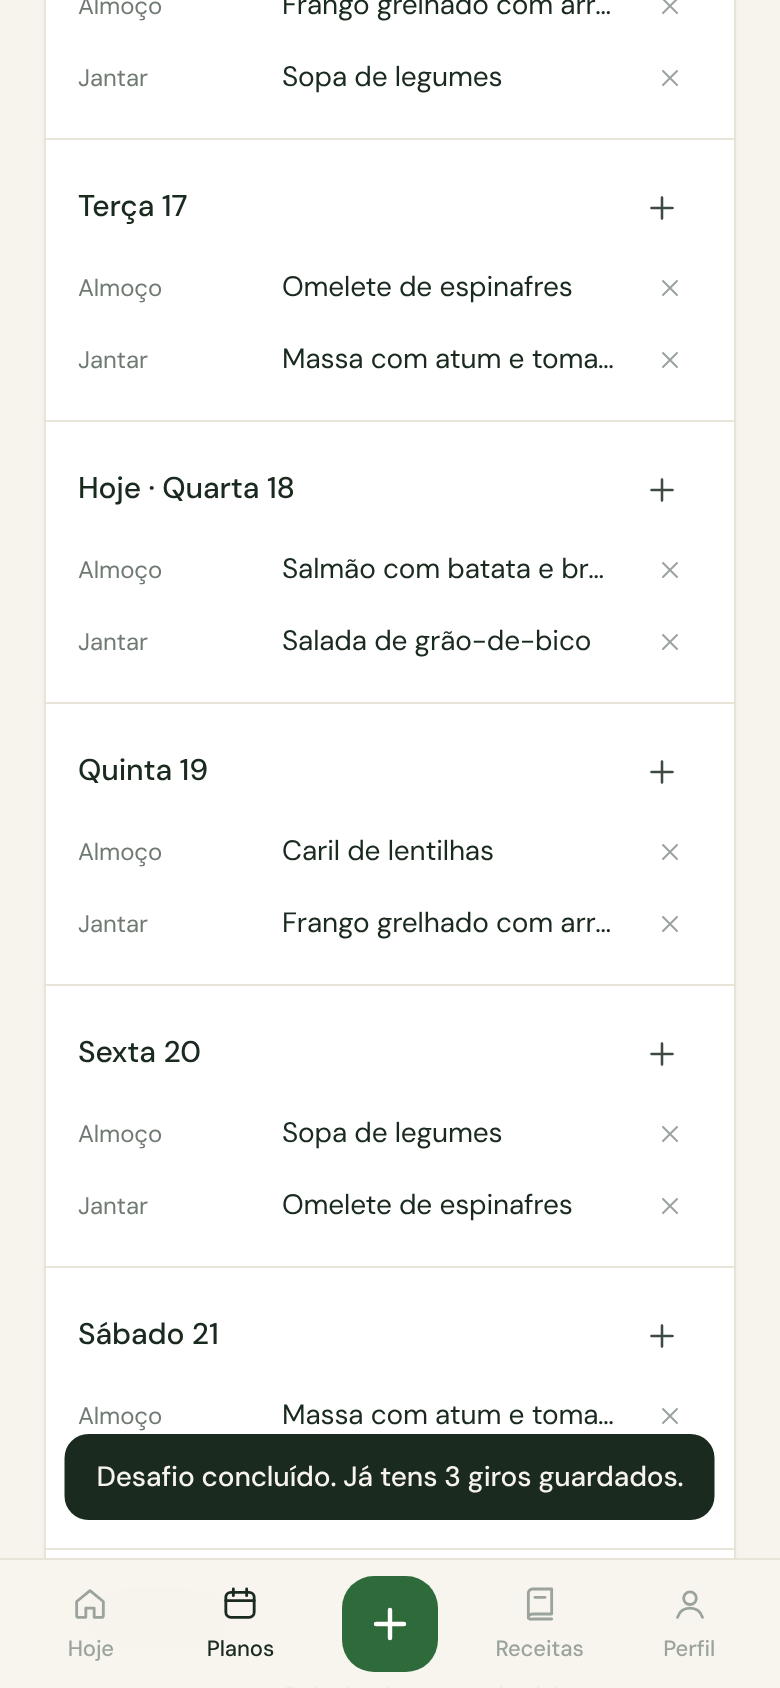 Almoço
Frango grelhado com arr...
Jantar
Sopa de legumes
Terça 17
Almoço
Omelete de espinafres
Jantar
Massa com atum e toma...
Hoje · Quarta 18
Almoço
Salmão com batata e br...
Jantar
Salada de grão-de-bico
Quinta 19
Almoço
Caril de lentilhas
Jantar
Frango grelhado com arr...
Sexta 20
Almoço
Sopa de legumes
Jantar
Omelete de espinafres
Sábado 21
Almoço
Massa com atum e toma...
Desafio concluído. Já tens 3 giros guardados.
Hoje
Planos
Receitas
Perfil